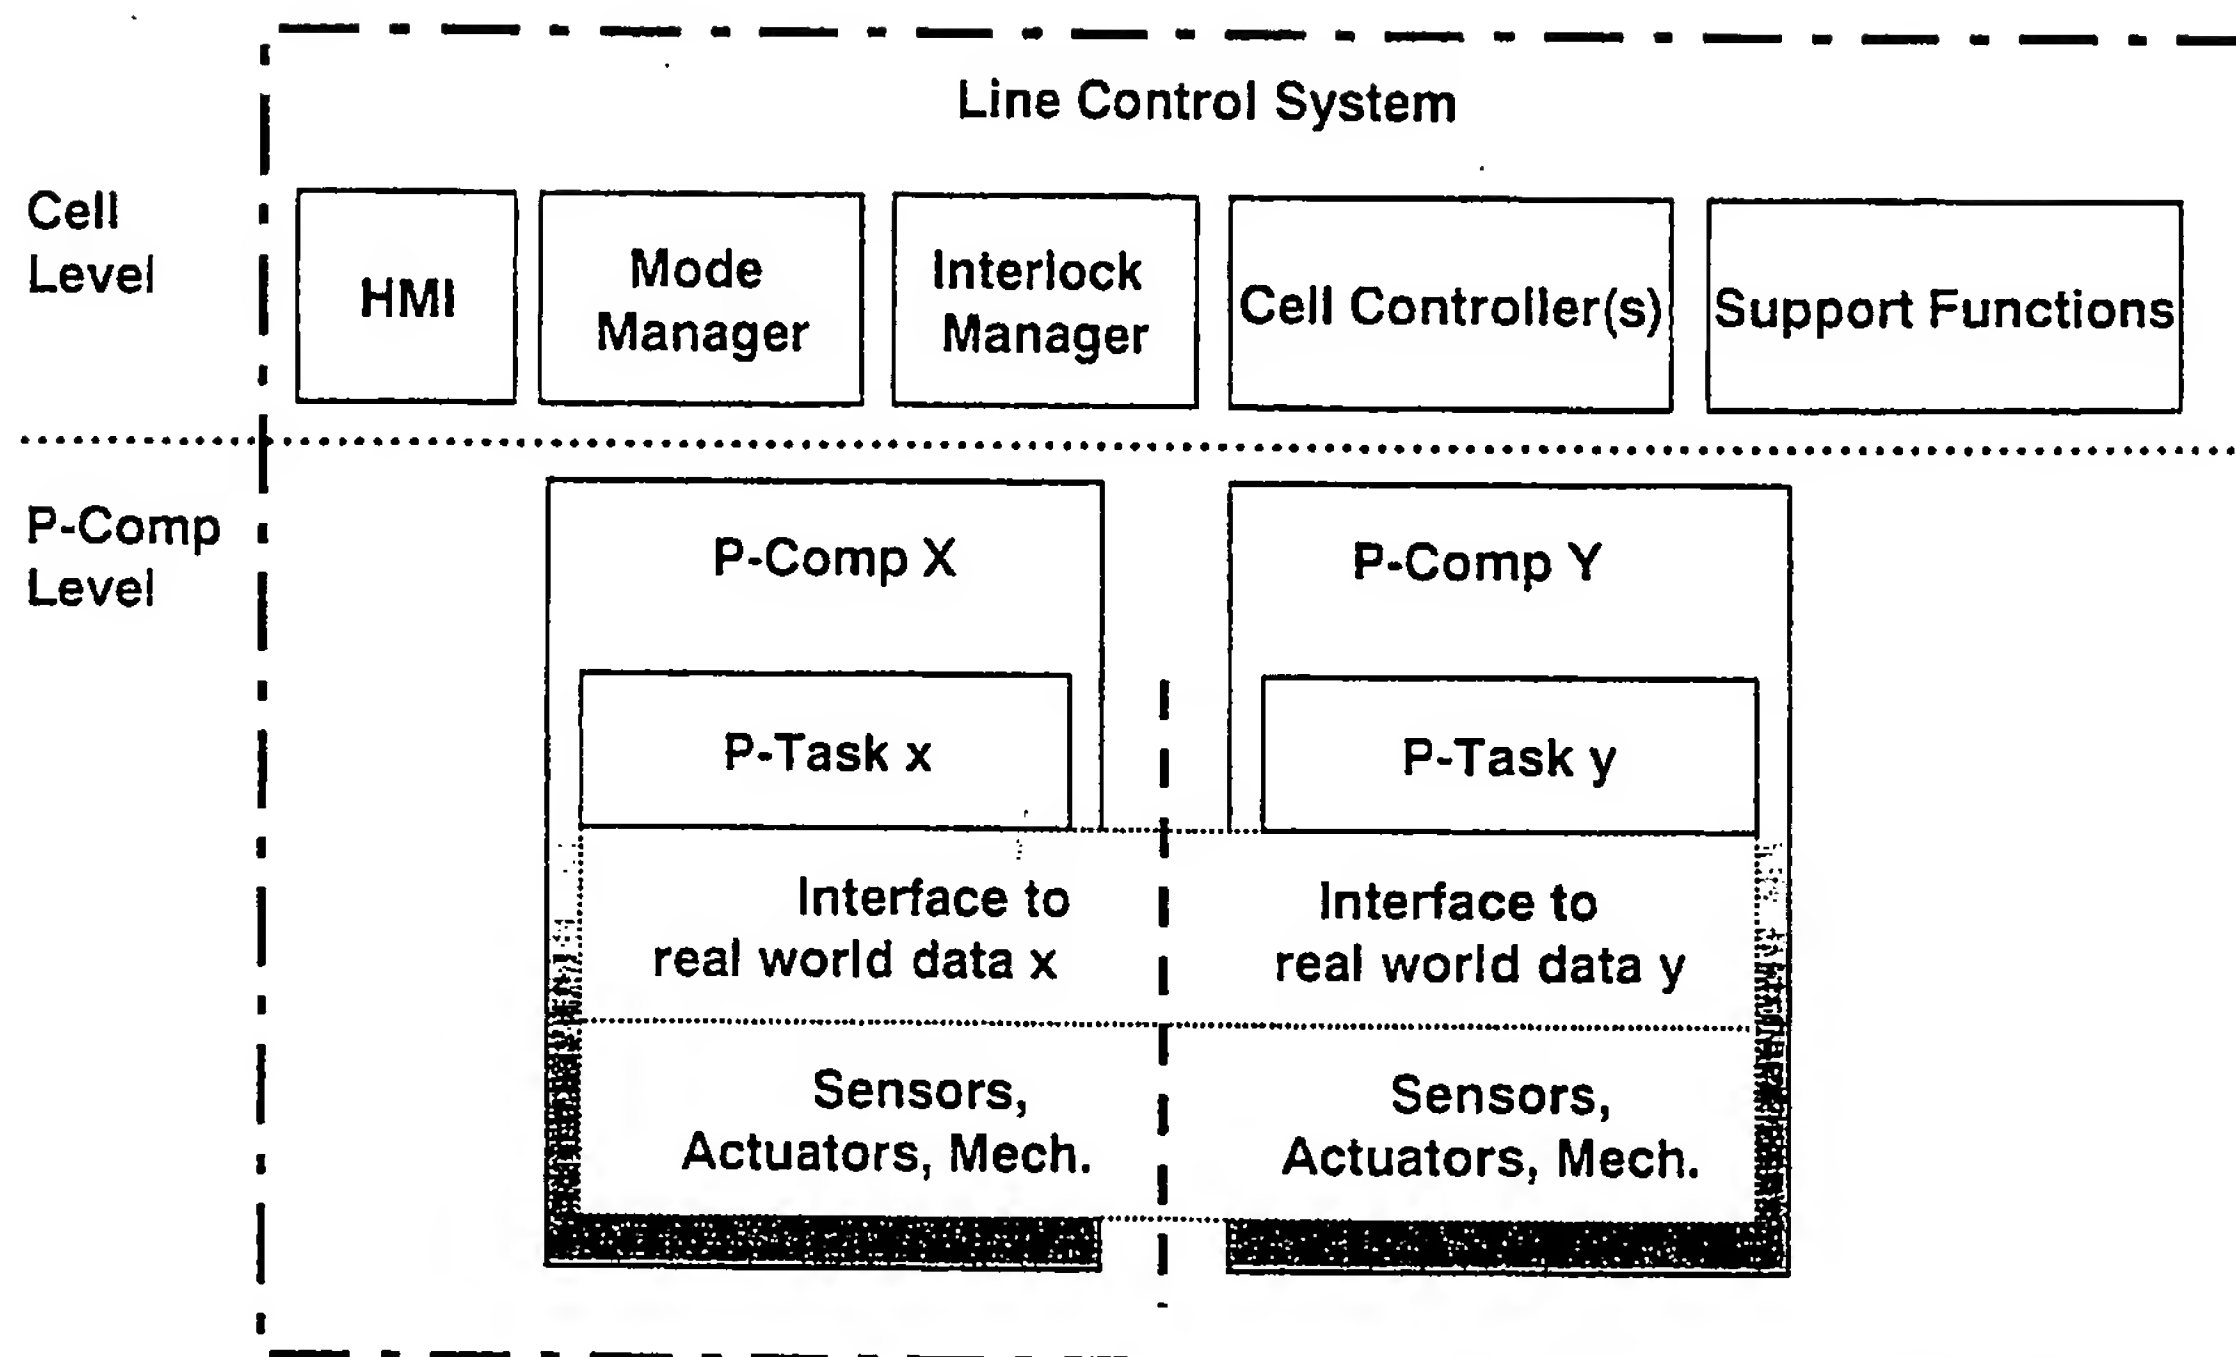 Line Control System
Cell
Level
HMI
Mode
Manager
Interlock
Manager
Cell Controller(s)
Support Functions
P-Comp
Level
P-Comp X
P-Task x
Interface to
real world data x
Sensors,
Actuators, Mech.
P-Comp Y
P-Task y
Interface to
real world data y
Sensors,
Actuators, Mech.